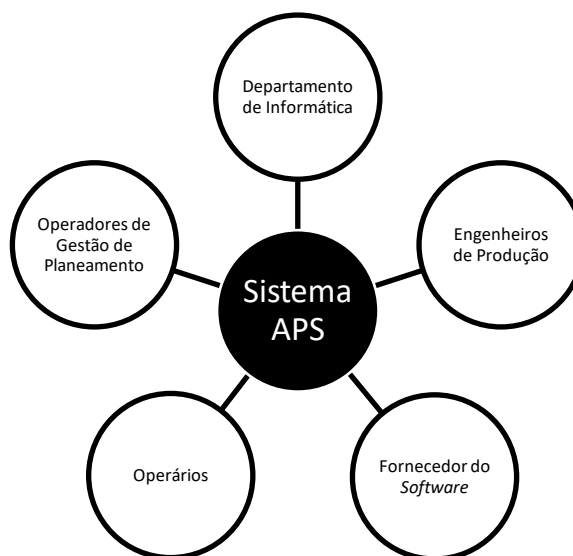 Departamento
de Informática
Operadores de
Gestão de
Planeamento
Engenheiros
de Produção
Sistema
APS
Operários
Fornecedor do
Software